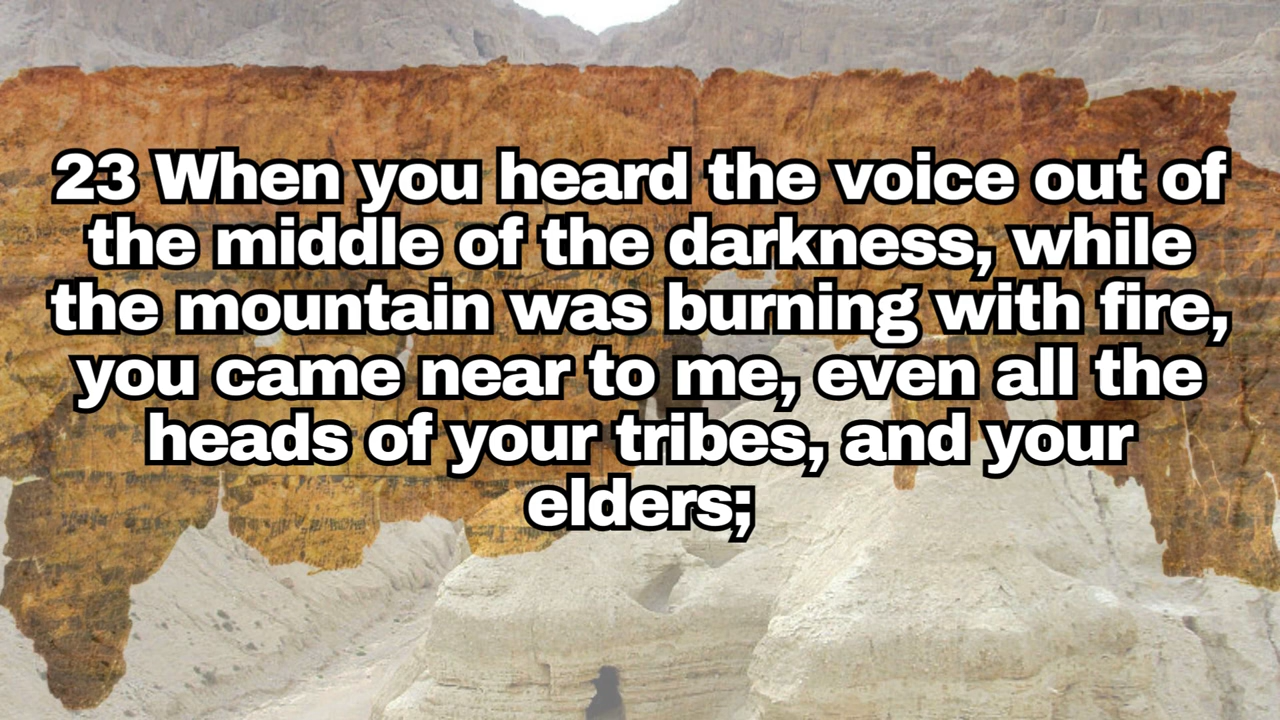 23 When you heard the voice out of
the middle of the darkness, while
the mountain was burning with fire,
you came near to me, even all the
heads of your tribes, and your
elders;